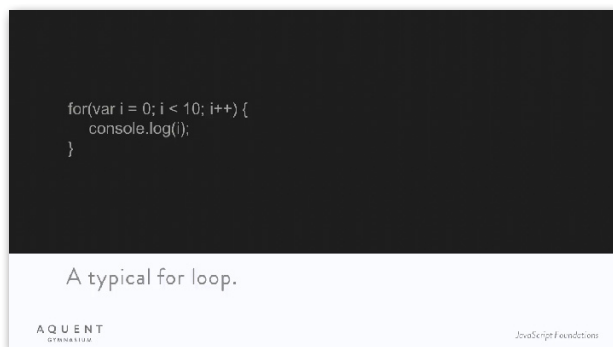 for(var i = 0; i < 10; i++) {
console.log(i);
}
A typical for loop.
AQUENT
GYMNASIUM
JavaScript Foundations